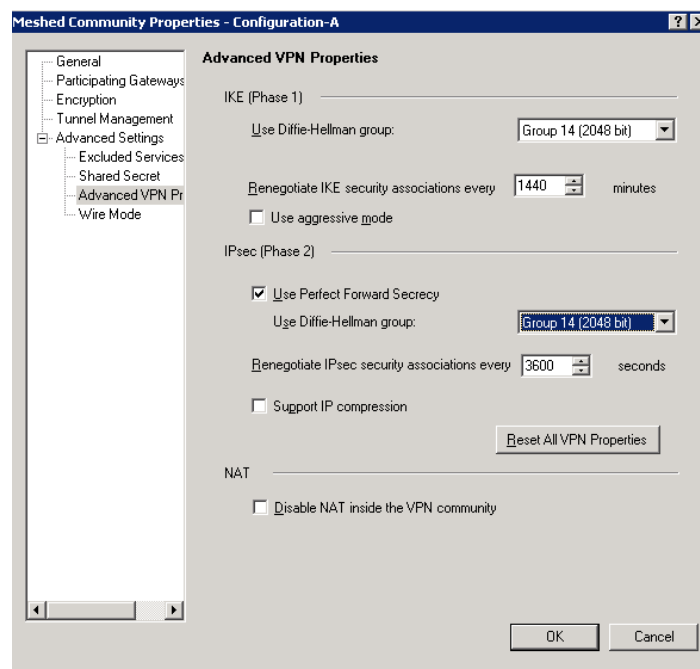 Meshed Community Properties - Configuration-A
General
Participating Gateways
Encryption
Tunnel Management
Advanced Settings
Excluded Services
Shared Secret
Advanced VPN Pr
Wire Mode
Advanced VPN Properties
IKE (Phase 1)
Use Diffie-Hellman group: Group 14 (2048 bit)
Renegotiate IKE security associations every 1440 minutes
Use aggressive mode
IPsec (Phase 2)
Use Perfect Forward Secrecy
Use Diffie-Hellman group: Group 14 (2048 bit)
Renegotiate IPsec security associations every 3600 seconds
Support IP compression
Reset All VPN Properties
NAT
Disable NAT inside the VPN community
OK Cancel